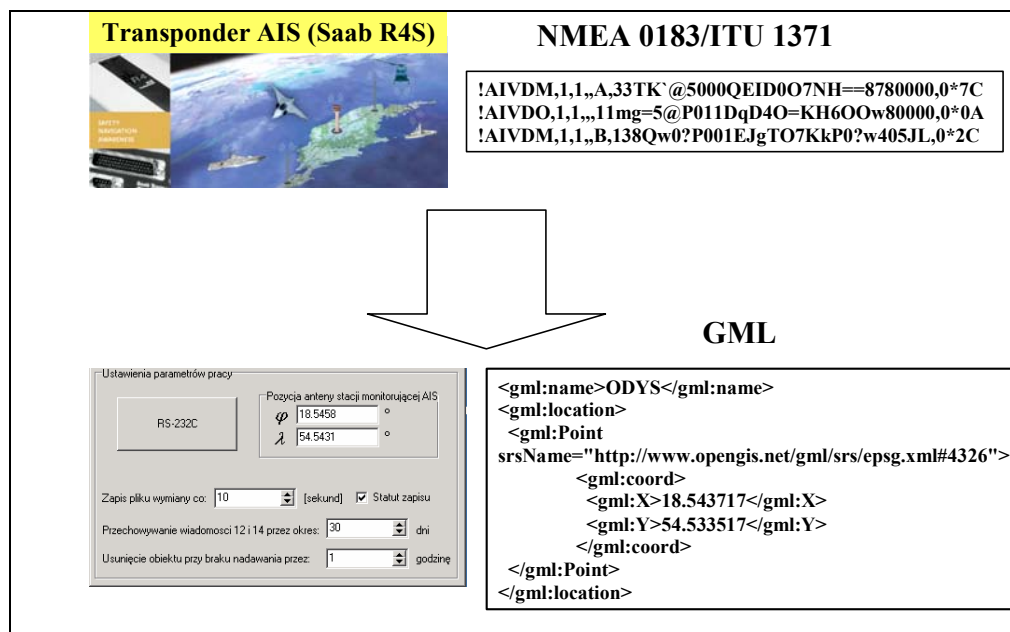 Transponder AIS (Saab R4S)
SAFETY
NAVIGATION
AWARENESS
NMEA 0183/ITU 1371
!AIVDM,1,1,,A,33TK`@5000QEID0O7NH==8780000,0*7C
!AIVDO,1,1,,,11mg=5@P011DqD4O=KH6OOw80000,0*0A
!AIVDM,1,1,,B,138Qw0?P001EJgTO7KkP0?w405JL,0*2C
GML
Ustawienia parametrów pracy
RS-232C
Pozycja anteny stacji monitorującej AIS
φ 18.5458 °
λ 54.5431 °
Zapis pliku wymiany co: 10 [sekund] Statut zapisu
Przechowywanie wiadomosci 12 i 14 przez okres: 30 dni
Usunięcie obiektu przy braku nadawania przez: 1 godzinę
<gml:name>ODYS</gml:name>
<gml:location>
<gml:Point
srsName="http://www.opengis.net/gml/srs/epsg.xml#4326">
<gml:coord>
<gml:X>18.543717</gml:X>
<gml:Y>54.533517</gml:Y>
</gml:coord>
</gml:Point>
</gml:location>